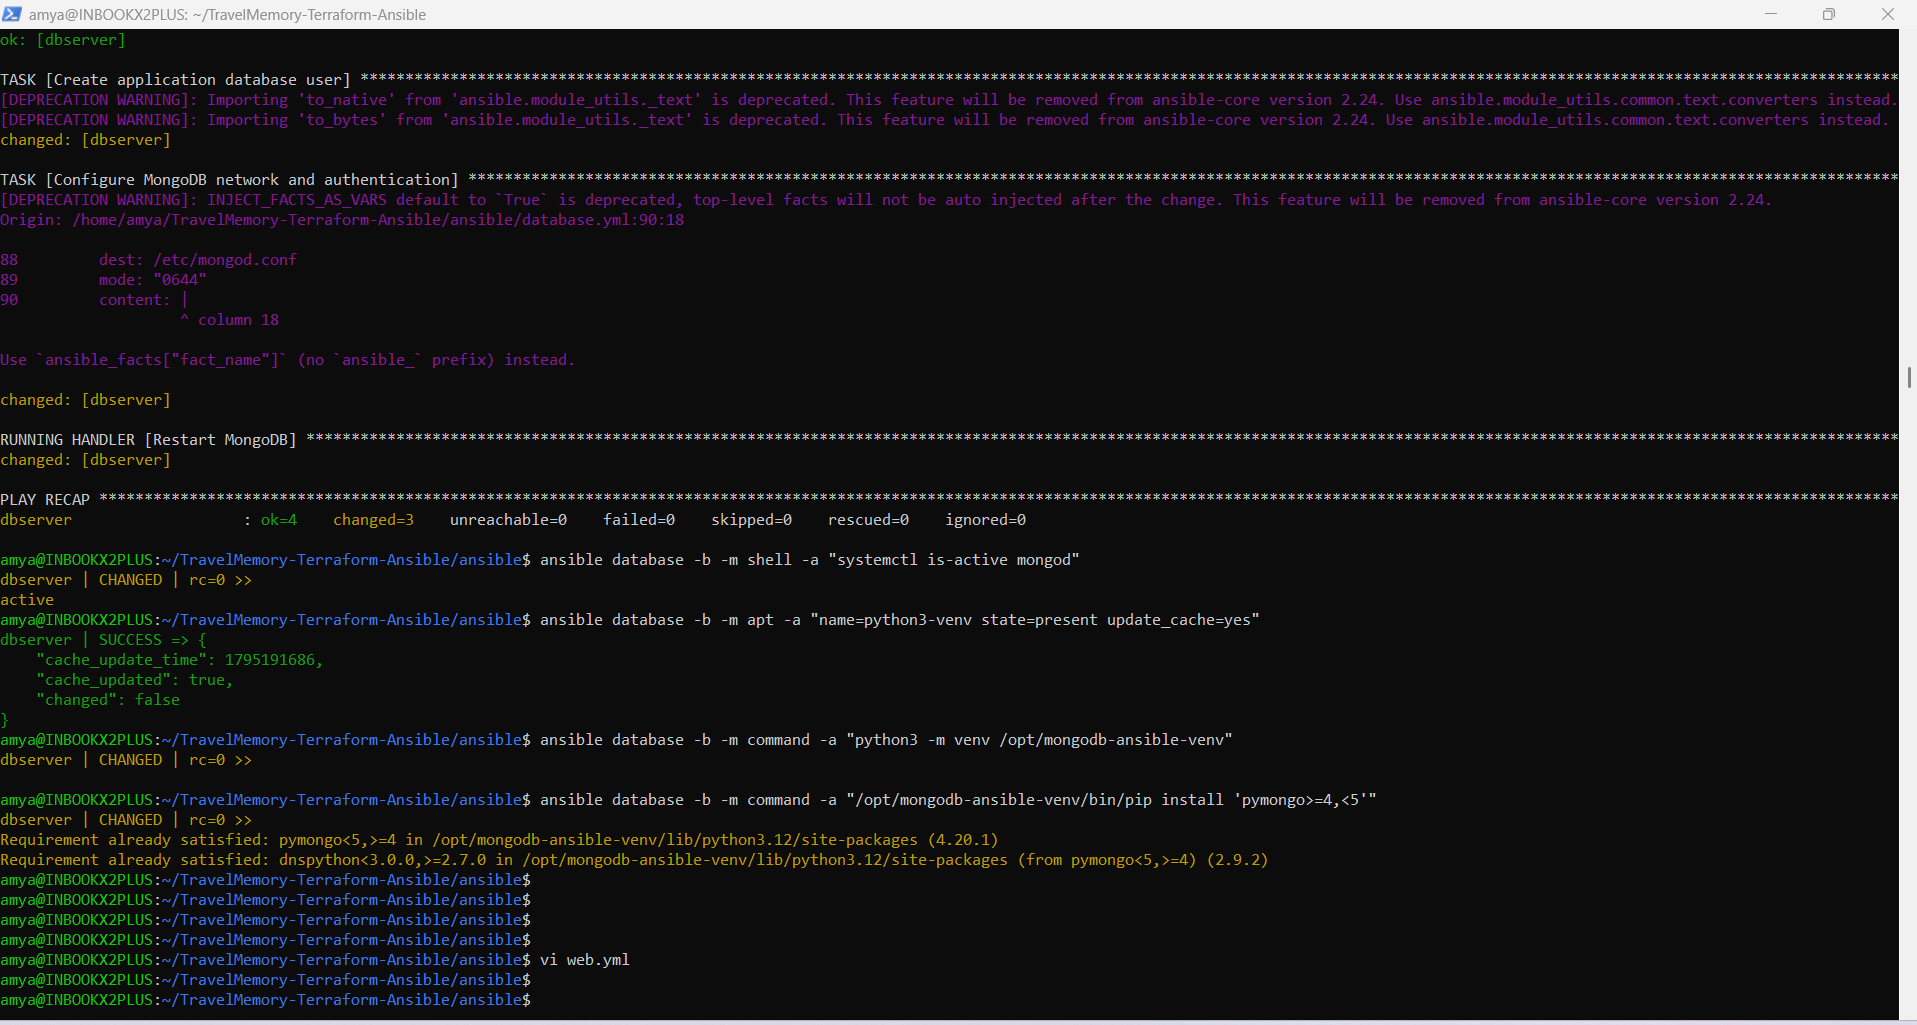 amya@INBOOKX2PLUS: ~/TravelMemory-Terraform-Ansible
ok: [dbserver]
TASK [Create application database user] ***************************************************************************************************************************************************************************
[DEPRECATION WARNING]: Importing 'to_native' from 'ansible.module_utils._text' is deprecated. This feature will be removed from ansible-core version 2.24. Use ansible.module_utils.common.text.converters instead.
[DEPRECATION WARNING]: Importing 'to_bytes' from 'ansible.module_utils._text' is deprecated. This feature will be removed from ansible-core version 2.24. Use ansible.module_utils.common.text.converters instead.
changed: [dbserver]
TASK [Configure MongoDB network and authentication] ***************************************************************************************************************************************************************
[DEPRECATION WARNING]: INJECT_FACTS_AS_VARS default to `True` is deprecated, top-level facts will not be auto injected after the change. This feature will be removed from ansible-core version 2.24.
Origin: /home/amya/TravelMemory-Terraform-Ansible/ansible/database.yml:90:18
88         dest: /etc/mongod.conf
89         mode: "0644"
90         content: |
                    ^ column 18
Use `ansible_facts["fact_name"]` (no `ansible_` prefix) instead.
changed: [dbserver]
RUNNING HANDLER [Restart MongoDB] *********************************************************************************************************************************************************************************
changed: [dbserver]
PLAY RECAP ********************************************************************************************************************************************************************************************************
dbserver                   : ok=4    changed=3    unreachable=0    failed=0    skipped=0    rescued=0    ignored=0
amya@INBOOKX2PLUS:~/TravelMemory-Terraform-Ansible/ansible$ ansible database -b -m shell -a "systemctl is-active mongod"
dbserver | CHANGED | rc=0 >>
active
amya@INBOOKX2PLUS:~/TravelMemory-Terraform-Ansible/ansible$ ansible database -b -m apt -a "name=python3-venv state=present update_cache=yes"
dbserver | SUCCESS => {
    "cache_update_time": 1795191686,
    "cache_updated": true,
    "changed": false
}
amya@INBOOKX2PLUS:~/TravelMemory-Terraform-Ansible/ansible$ ansible database -b -m command -a "python3 -m venv /opt/mongodb-ansible-venv"
dbserver | CHANGED | rc=0 >>
amya@INBOOKX2PLUS:~/TravelMemory-Terraform-Ansible/ansible$ ansible database -b -m command -a "/opt/mongodb-ansible-venv/bin/pip install 'pymongo>=4,<5'"
dbserver | CHANGED | rc=0 >>
Requirement already satisfied: pymongo<5,>=4 in /opt/mongodb-ansible-venv/lib/python3.12/site-packages (4.20.1)
Requirement already satisfied: dnspython<3.0.0,>=2.7.0 in /opt/mongodb-ansible-venv/lib/python3.12/site-packages (from pymongo<5,>=4) (2.9.2)
amya@INBOOKX2PLUS:~/TravelMemory-Terraform-Ansible/ansible$
amya@INBOOKX2PLUS:~/TravelMemory-Terraform-Ansible/ansible$
amya@INBOOKX2PLUS:~/TravelMemory-Terraform-Ansible/ansible$
amya@INBOOKX2PLUS:~/TravelMemory-Terraform-Ansible/ansible$
amya@INBOOKX2PLUS:~/TravelMemory-Terraform-Ansible/ansible$ vi web.yml
amya@INBOOKX2PLUS:~/TravelMemory-Terraform-Ansible/ansible$
amya@INBOOKX2PLUS:~/TravelMemory-Terraform-Ansible/ansible$